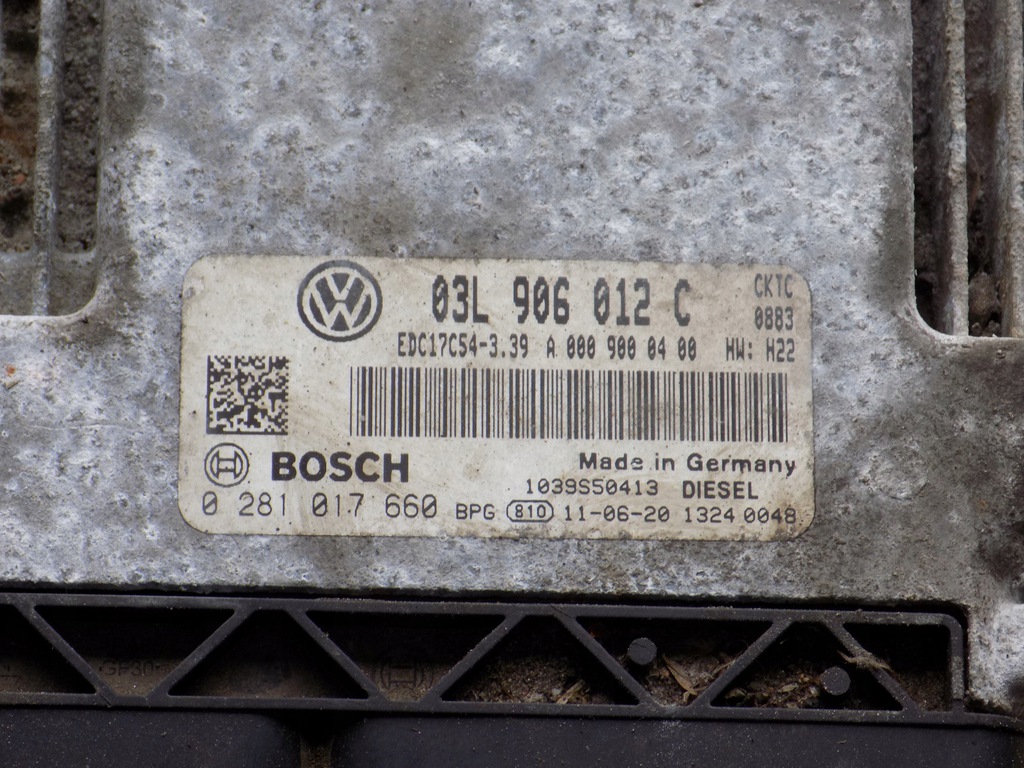 03L 906 012 C
CKTC
0883
EDC17C54-3.39 A 000 900 04 00 HW: H22
BOSCH
Made in Germany
1039S50413 DIESEL
0 281 017 660 BPG 810 11-06-20 1324 0048